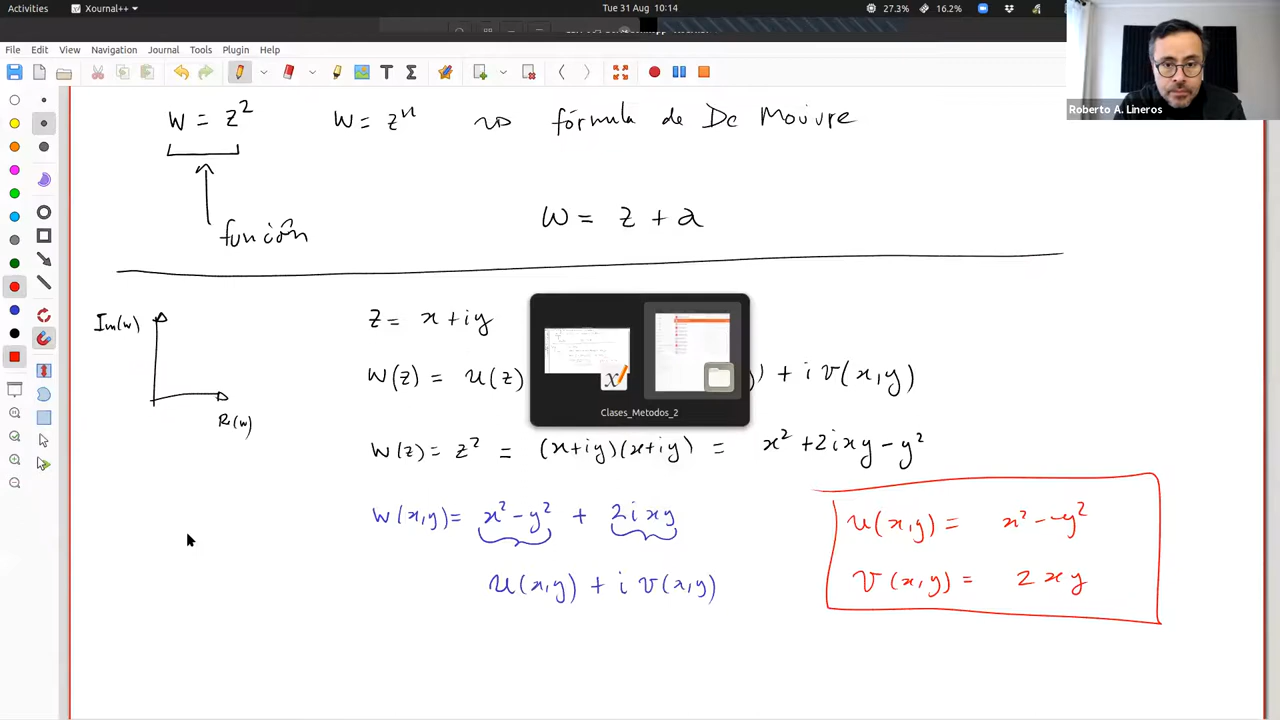 Activities Xournal++ Tue 31 Aug 10:14 27.3% 16.2%
File Edit View Navigation Journal Tools Plugin Help
Roberto A. Lineros
w = z² w = zⁿ ⇝ fórmula de De Moivre
función
w = z + a
Im(w)
R(w)
z = x + iy
w(z) = u(z) ) + i v(x,y)
Clases_Metodos_2
w(z) = z² = (x+iy)(x+iy) = x² + 2ixy − y²
w(x,y) = x² − y² + 2ixy
u(x,y) + i v(x,y)
u(x,y) = x² − y²
v(x,y) = 2xy